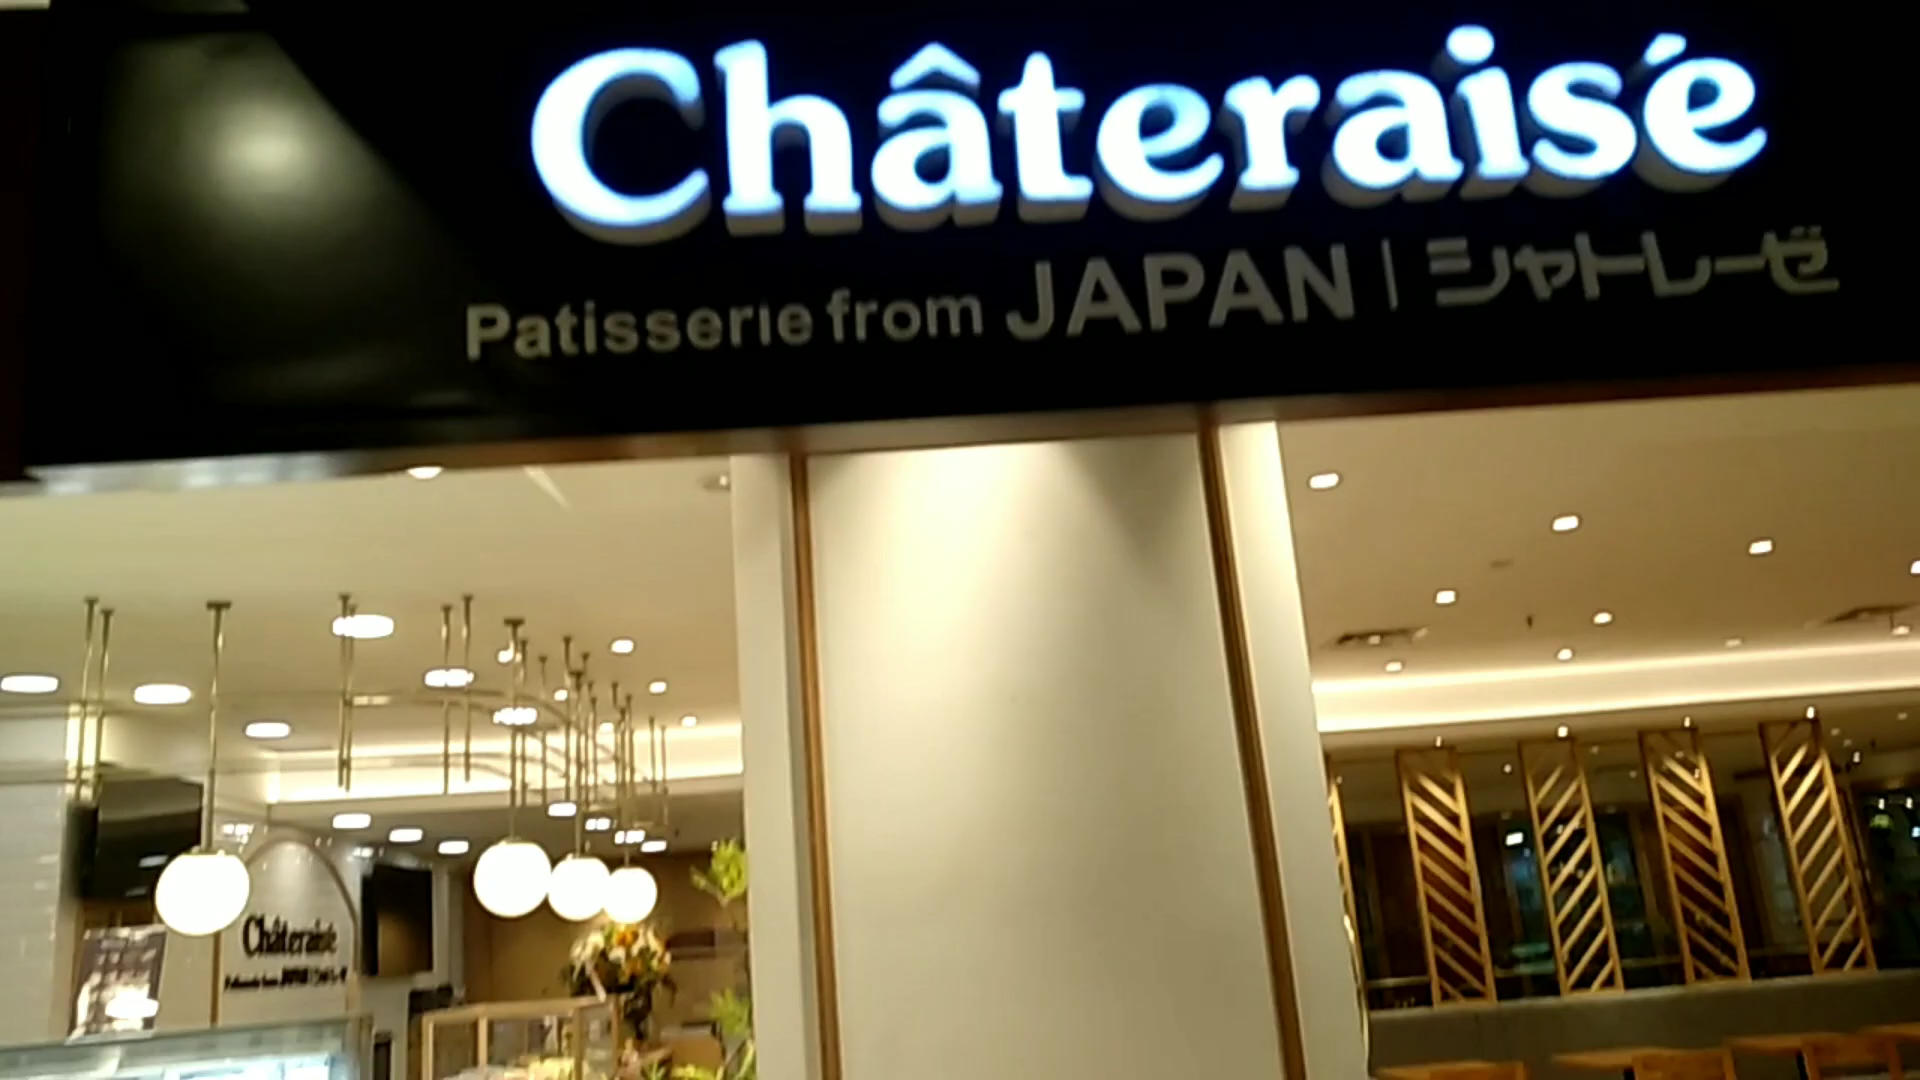 Châteraisé
Patisserie from JAPAN | シャトレーゼ
Châteraisé